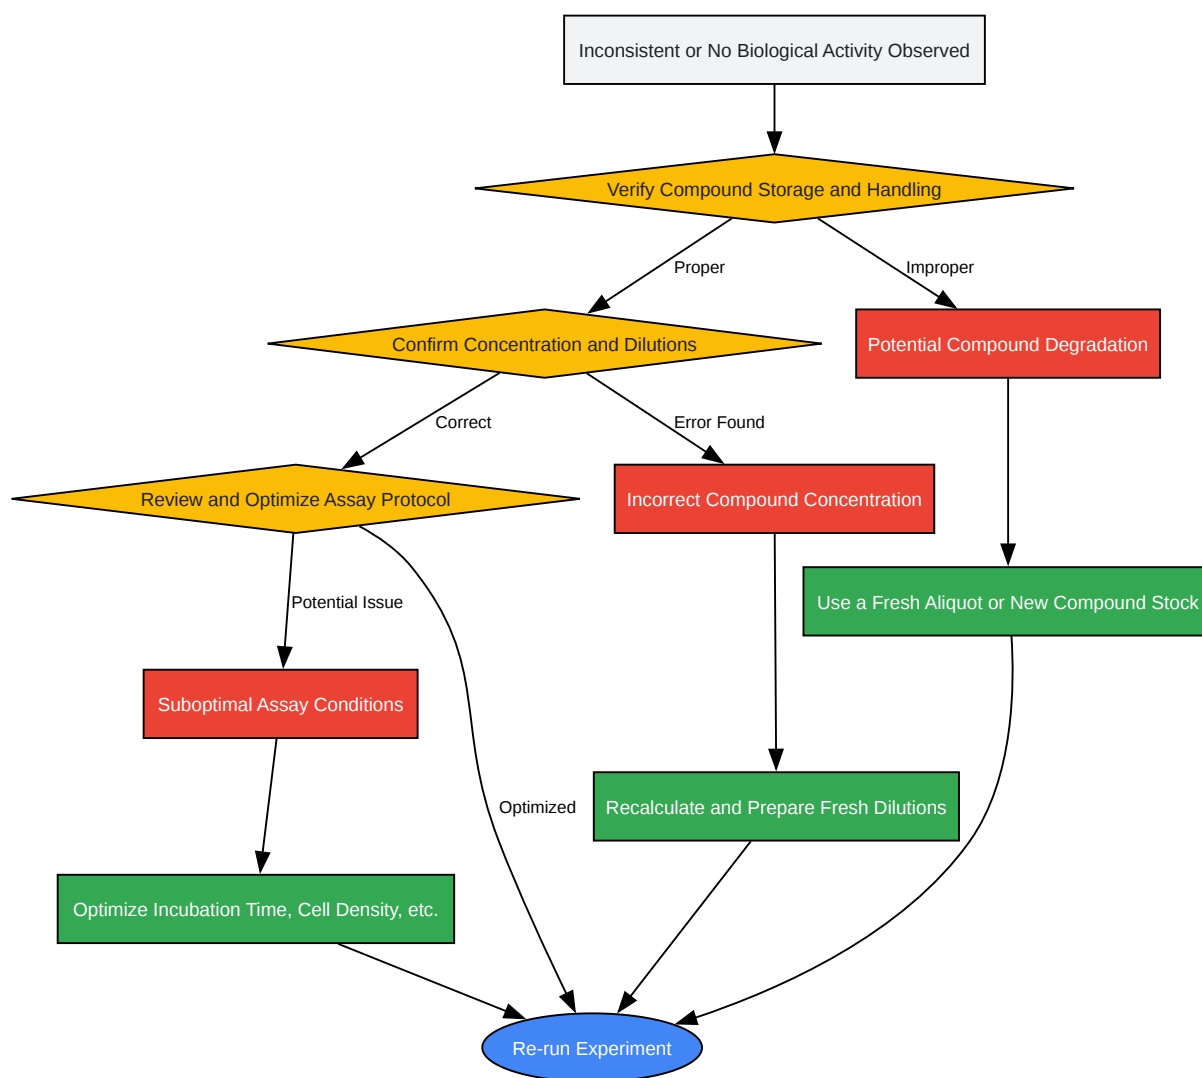 Inconsistent or No Biological Activity Observed
Verify Compound Storage and Handling
Proper
Improper
Confirm Concentration and Dilutions
Potential Compound Degradation
Correct
Error Found
Review and Optimize Assay Protocol
Incorrect Compound Concentration
Potential Issue
Use a Fresh Aliquot or New Compound Stock
Suboptimal Assay Conditions
Optimized
Recalculate and Prepare Fresh Dilutions
Optimize Incubation Time, Cell Density, etc.
Re-run Experiment